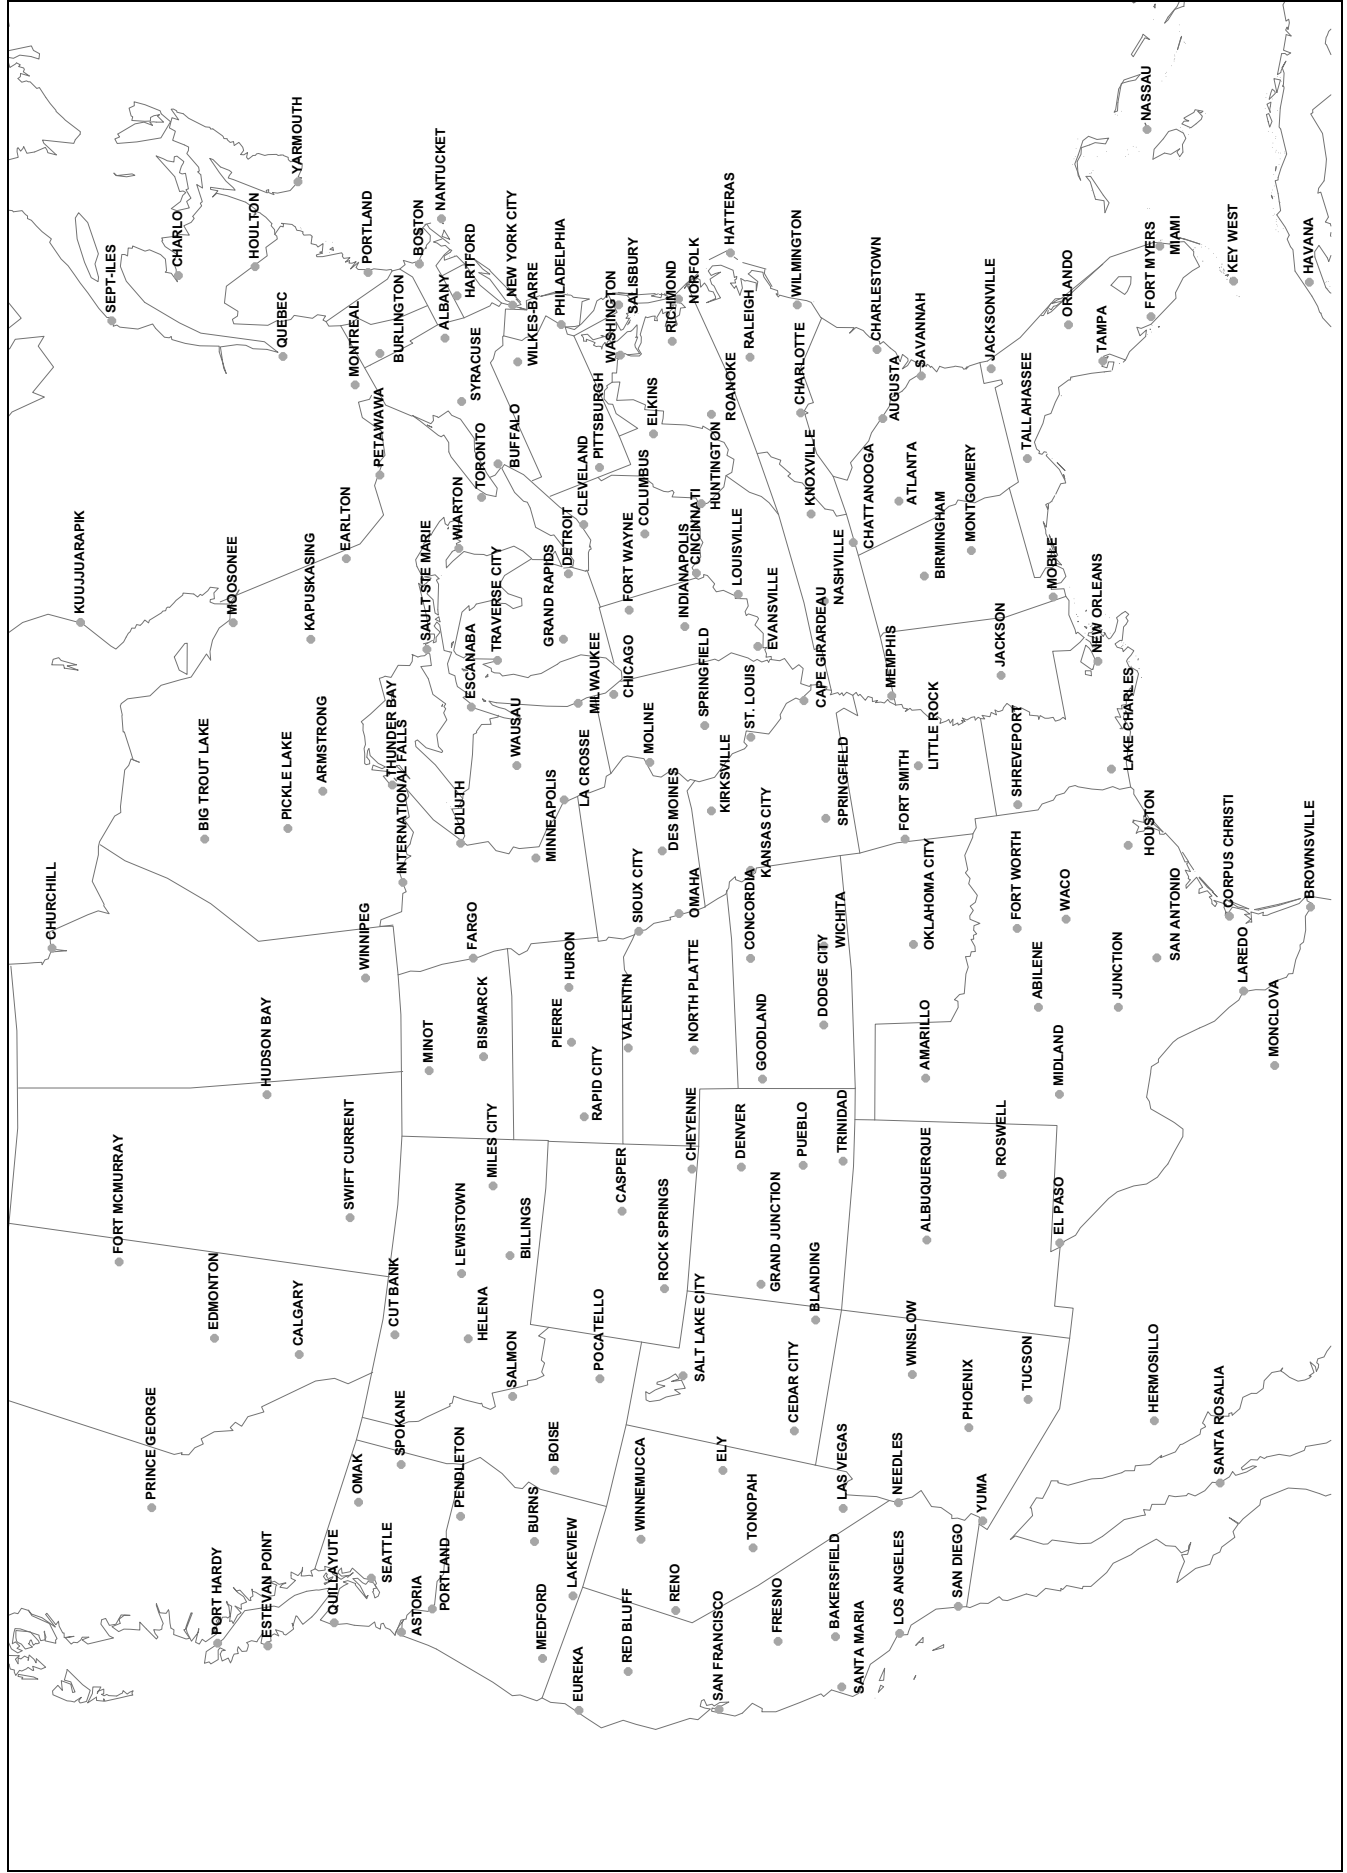 CHURCHILL
KUUJJUARAPIK
SEPT-ILES
FORT MCMURRAY
PRINCE GEORGE
CHARLO
BIG TROUT LAKE
EDMONTON
PORT HARDY
MOOSONEE
HOULTON
HUDSON BAY
ESTEVAN POINT
PICKLE LAKE
QUEBEC
YARMOUTH
CALGARY
KAPUSKASING
ARMSTRONG
QUILLAYUTE
EARLTON
MONTREAL
SWIFT CURRENT
OMAK
WINNIPEG
PORTLAND
SEATTLE
PETAWAWA
THUNDER BAY
INTERNATIONAL FALLS
BURLINGTON
CUT BANK
SPOKANE
ASTORIA
BOSTON
SAULT STE MARIE
MINOT
PORTLAND
NANTUCKET
ALBANY
HARTFORD
WIARTON
DULUTH
LEWISTOWN
PENDLETON
SYRACUSE
ESCANABA
FARGO
HELENA
TORONTO
BISMARCK
MILES CITY
TRAVERSE CITY
BUFFALO
NEW YORK CITY
WAUSAU
BILLINGS
SALMON
WILKES-BARRE
MINNEAPOLIS
BURNS
MEDFORD
GRAND RAPIDS
BOISE
PHILADELPHIA
DETROIT
LA CROSSE
HURON
PIERRE
LAKEVIEW
EUREKA
CLEVELAND
MILWAUKEE
RAPID CITY
PITTSBURGH
POCATELLO
WASHINGTON
SALISBURY
CHICAGO
FORT WAYNE
VALENTIN
CASPER
RED BLUFF
SIOUX CITY
WINNEMUCCA
COLUMBUS
MOLINE
ELKINS
RICHMOND
DES MOINES
ROCK SPRINGS
RENO
NORFOLK
INDIANAPOLIS
OMAHA
NORTH PLATTE
CHEYENNE
SALT LAKE CITY
CINCINNATI
HUNTINGTON
SPRINGFIELD
KIRKSVILLE
ROANOKE
HATTERAS
ELY
SAN FRANCISCO
LOUISVILLE
DENVER
RALEIGH
ST. LOUIS
CONCORDIA
KANSAS CITY
TONOPAH
EVANSVILLE
GOODLAND
GRAND JUNCTION
FRESNO
WILMINGTON
CHARLOTTE
CEDAR CITY
PUEBLO
KNOXVILLE
CAPE GIRARDEAU
BLANDING
DODGE CITY
WICHITA
NASHVILLE
SPRINGFIELD
BAKERSFIELD
TRINIDAD
LAS VEGAS
SANTA MARIA
CHATTANOOGA
CHARLESTOWN
AUGUSTA
MEMPHIS
NEEDLES
LOS ANGELES
ATLANTA
FORT SMITH
WINSLOW
SAVANNAH
LITTLE ROCK
OKLAHOMA CITY
AMARILLO
ALBUQUERQUE
BIRMINGHAM
SAN DIEGO
PHOENIX
MONTGOMERY
YUMA
JACKSONVILLE
JACKSON
ROSWELL
SHREVEPORT
FORT WORTH
TALLAHASSEE
TUCSON
ABILENE
MOBILE
MIDLAND
EL PASO
WACO
ORLANDO
NEW ORLEANS
TAMPA
LAKE CHARLES
JUNCTION
HOUSTON
NASSAU
FORT MYERS
HERMOSILLO
MIAMI
SAN ANTONIO
SANTA ROSALIA
CORPUS CHRISTI
KEY WEST
LAREDO
MONCLOVA
HAVANA
BROWNSVILLE